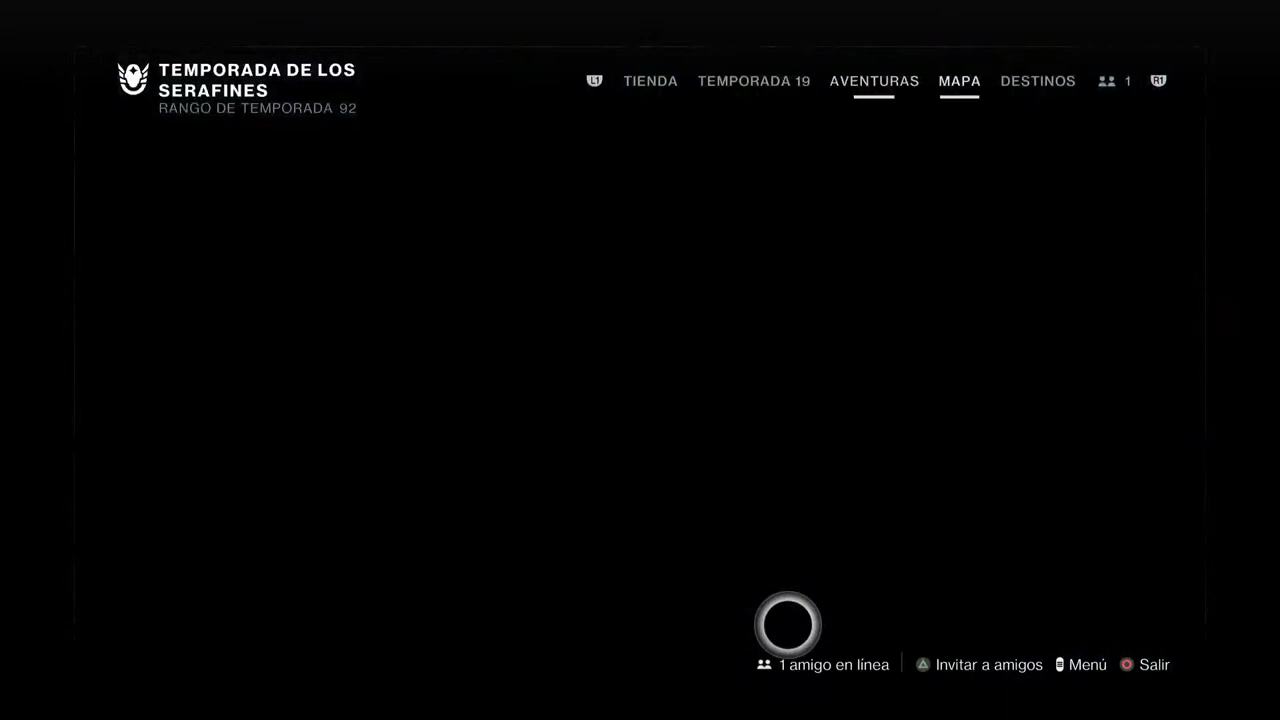 TEMPORADA DE LOS
SERAFINES
RANGO DE TEMPORADA 92
L1 TIENDA TEMPORADA 19 AVENTURAS MAPA DESTINOS 1 R1
1 amigo en línea Invitar a amigos Menú Salir